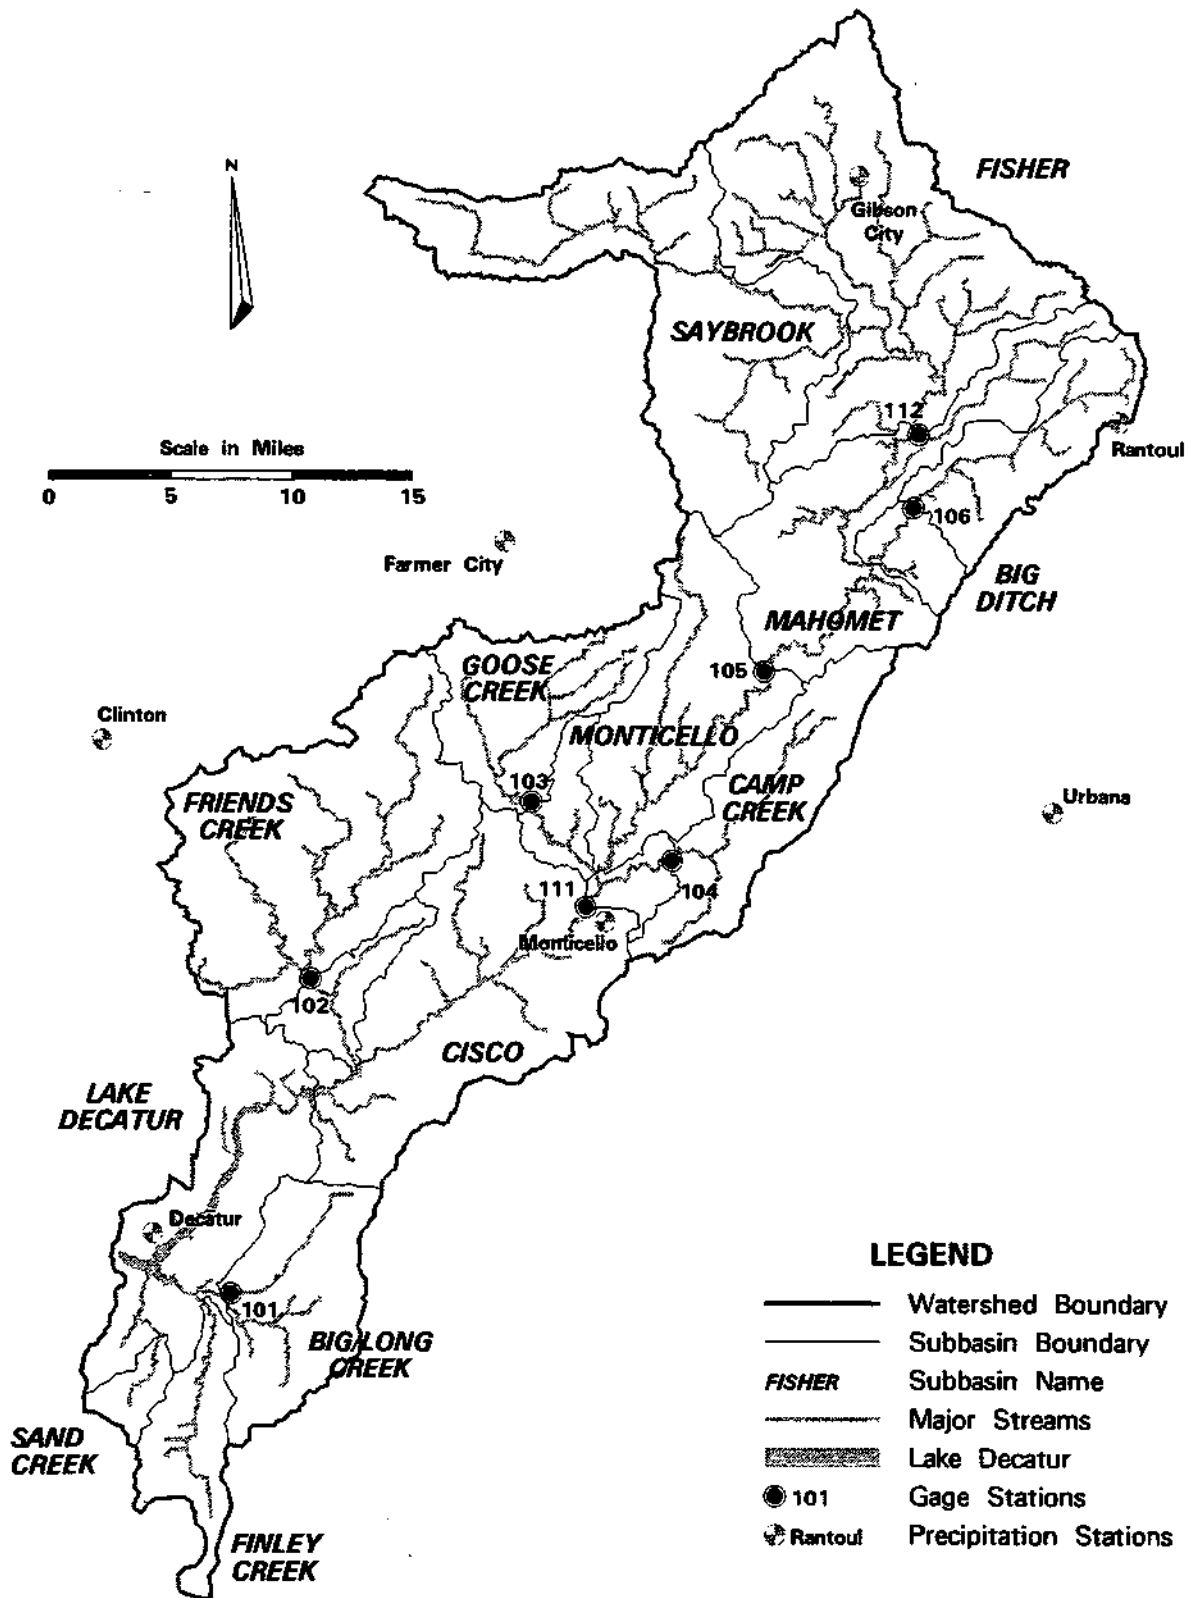 N
FISHER
Gibson
City
SAYBROOK
112
Scale in Miles
0 5 10 15
Rantoul
106
Farmer City
BIG
DITCH
MAHOMET
GOOSE
CREEK
105
Clinton
MONTICELLO
103
CAMP
CREEK
Urbana
FRIENDS
CREEK
111
104
Monticello
102
CISCO
LAKE
DECATUR
Decatur
101
BIG/LONG
CREEK
SAND
CREEK
FINLEY
CREEK
LEGEND
Watershed Boundary
Subbasin Boundary
FISHER Subbasin Name
Major Streams
Lake Decatur
101 Gage Stations
Rantoul Precipitation Stations